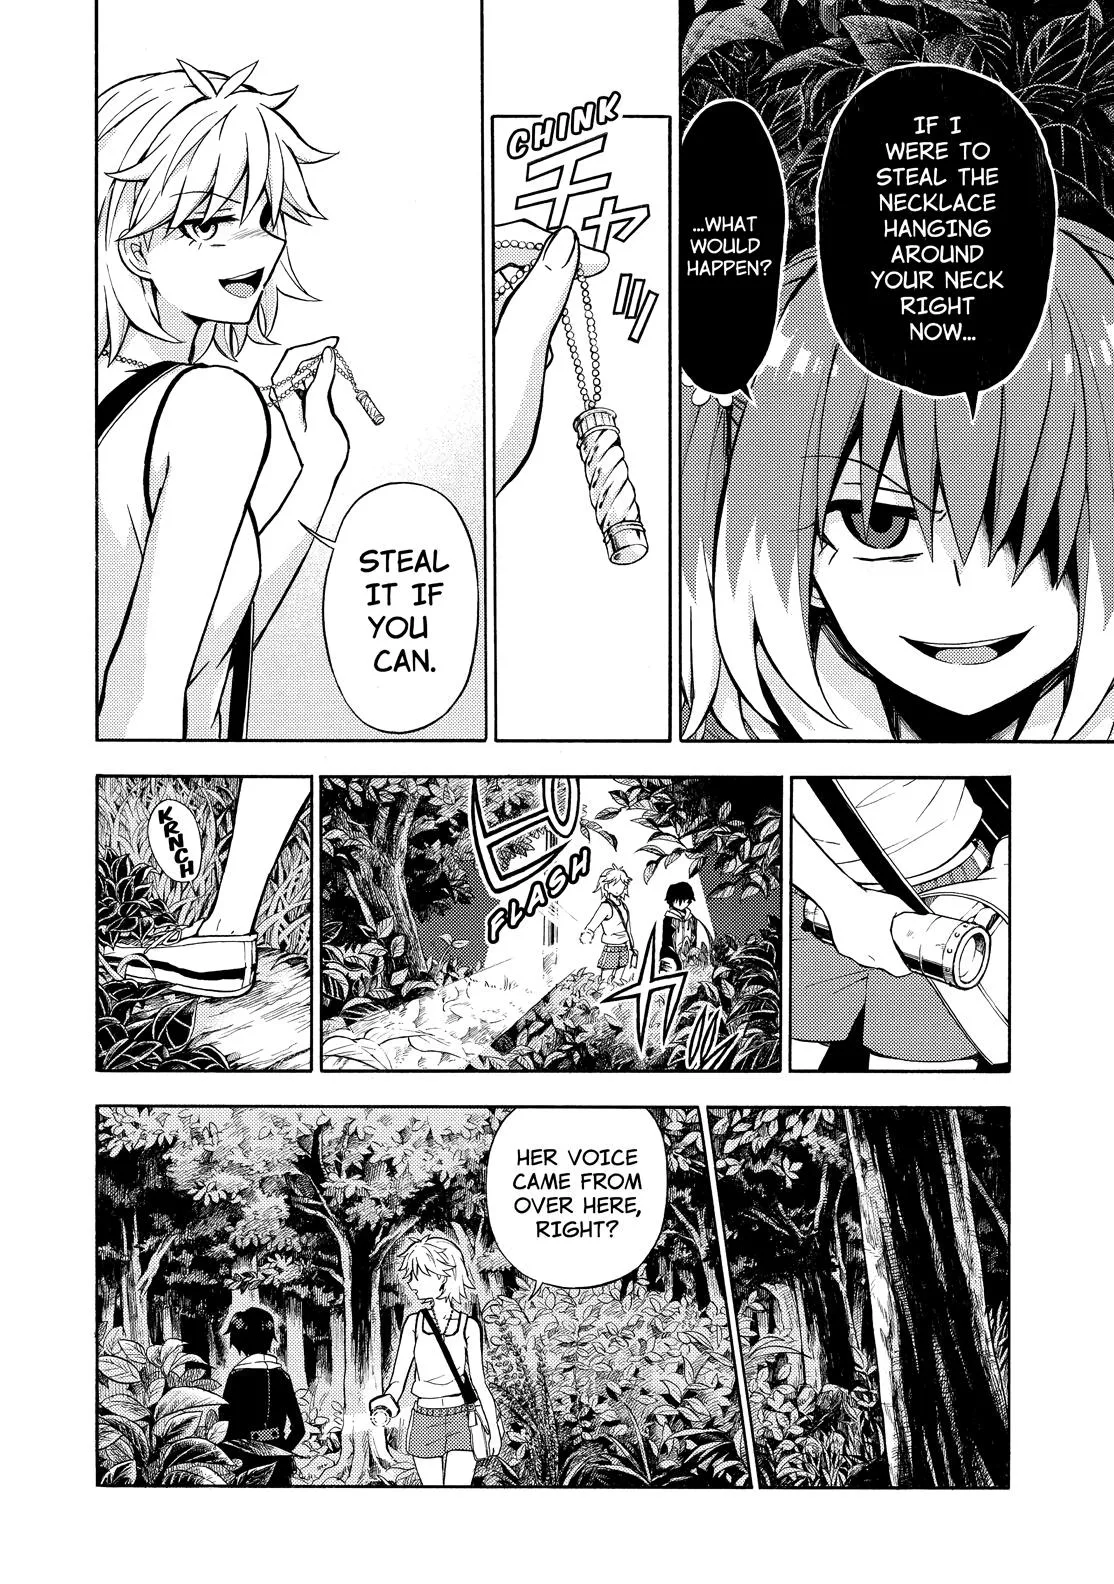 IF I
WERE TO
STEAL THE
NECKLACE
HANGING
AROUND
YOUR NECK
RIGHT
NOW...
...WHAT
WOULD
HAPPEN?
CHINK
チャ
STEAL
IT IF
YOU
CAN.
FLASH
KRNCH
HER VOICE
CAME FROM
OVER HERE,
RIGHT?